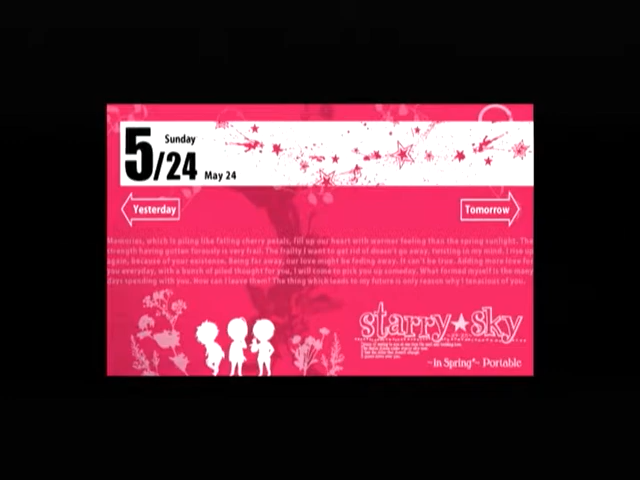 Sunday
5/24 May 24
Yesterday
Tomorrow
Memories, which is piling like falling cherry petals, fill up our heart with warmer feeling than the spring sunlight. The
strength having gotten furiously is very frail. The frailty I want to get rid of doesn't go away, twisting in my mind, I rise up
again, because of your existence. Being far away, our love might be fading away. It can't be true. Adding more love for
you everyday, with a bunch of piled thought for you, I will come to pick you up someday. What formed myself is the many
days spending with you. How can I leave them? The thing which leads to my future is only reason why I tenacious of you.
starry★sky
~In Spring*~ Portable